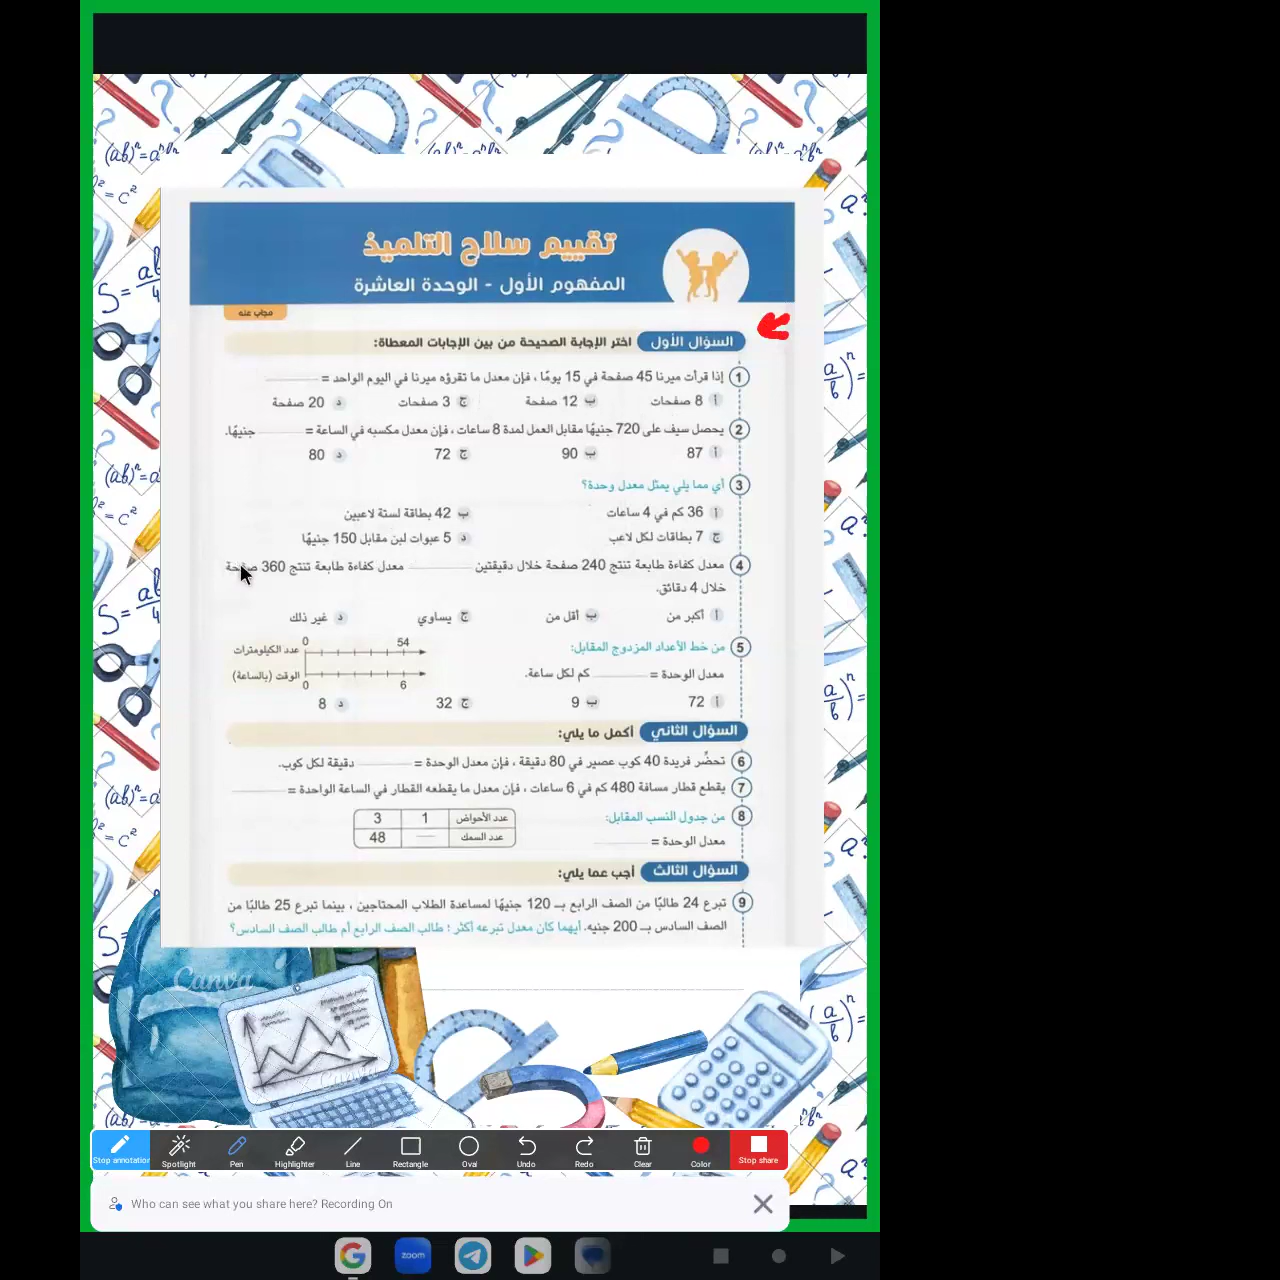 تقييم سلاح التلميذ
المفهوم الأول - الوحدة العاشرة
مجاب عنه
السؤال الأول اختر الإجابة الصحيحة من بين الإجابات المعطاة:
1 إذا قرأت ميرنا 45 صفحة في 15 يومًا ، فإن معدل ما تقرؤه ميرنا في اليوم الواحد =
أ 8 صفحات ب 12 صفحة ج 3 صفحات د 20 صفحة
2 يحصل سيف على 720 جنيهًا مقابل العمل لمدة 8 ساعات ، فإن معدل مكسبه في الساعة = جنيهًا.
أ 87 ب 90 ج 72 د 80
3 أي مما يلي يمثل معدل وحدة؟
أ 36 كم في 4 ساعات ب 42 بطاقة لستة لاعبين
ج 7 بطاقات لكل لاعب د 5 عبوات لبن مقابل 150 جنيهًا
4 معدل كفاءة طابعة تنتج 240 صفحة خلال دقيقتين معدل كفاءة طابعة تنتج 360 صفحة
خلال 4 دقائق.
أ أكبر من ب أقل من ج يساوي د غير ذلك
5 من خط الأعداد المزدوج المقابل:
0 54
عدد الكيلومترات
معدل الوحدة = كم لكل ساعة.
الوقت (بالساعة)
0 6
أ 72 ب 9 ج 32 د 8
السؤال الثاني أكمل ما يلي:
6 تحضِّر فريدة 40 كوب عصير في 80 دقيقة ، فإن معدل الوحدة = دقيقة لكل كوب.
7 يقطع قطار مسافة 480 كم في 6 ساعات ، فإن معدل ما يقطعه القطار في الساعة الواحدة =
8 من جدول النسب المقابل:
عدد الأحواض 1 3
عدد السمك 48
معدل الوحدة =
السؤال الثالث أجب عما يلي:
9 تبرع 24 طالبًا من الصف الرابع بـ 120 جنيهًا لمساعدة الطلاب المحتاجين ، بينما تبرع 25 طالبًا من
الصف السادس بـ 200 جنيه. أيهما كان معدل تبرعه أكثر ؛ طالب الصف الرابع أم طالب الصف السادس؟
Canva
Canva
Stop annotation Spotlight Pen Highlighter Line Rectangle Oval Undo Redo Clear Color Stop share
Who can see what you share here? Recording On
zoom